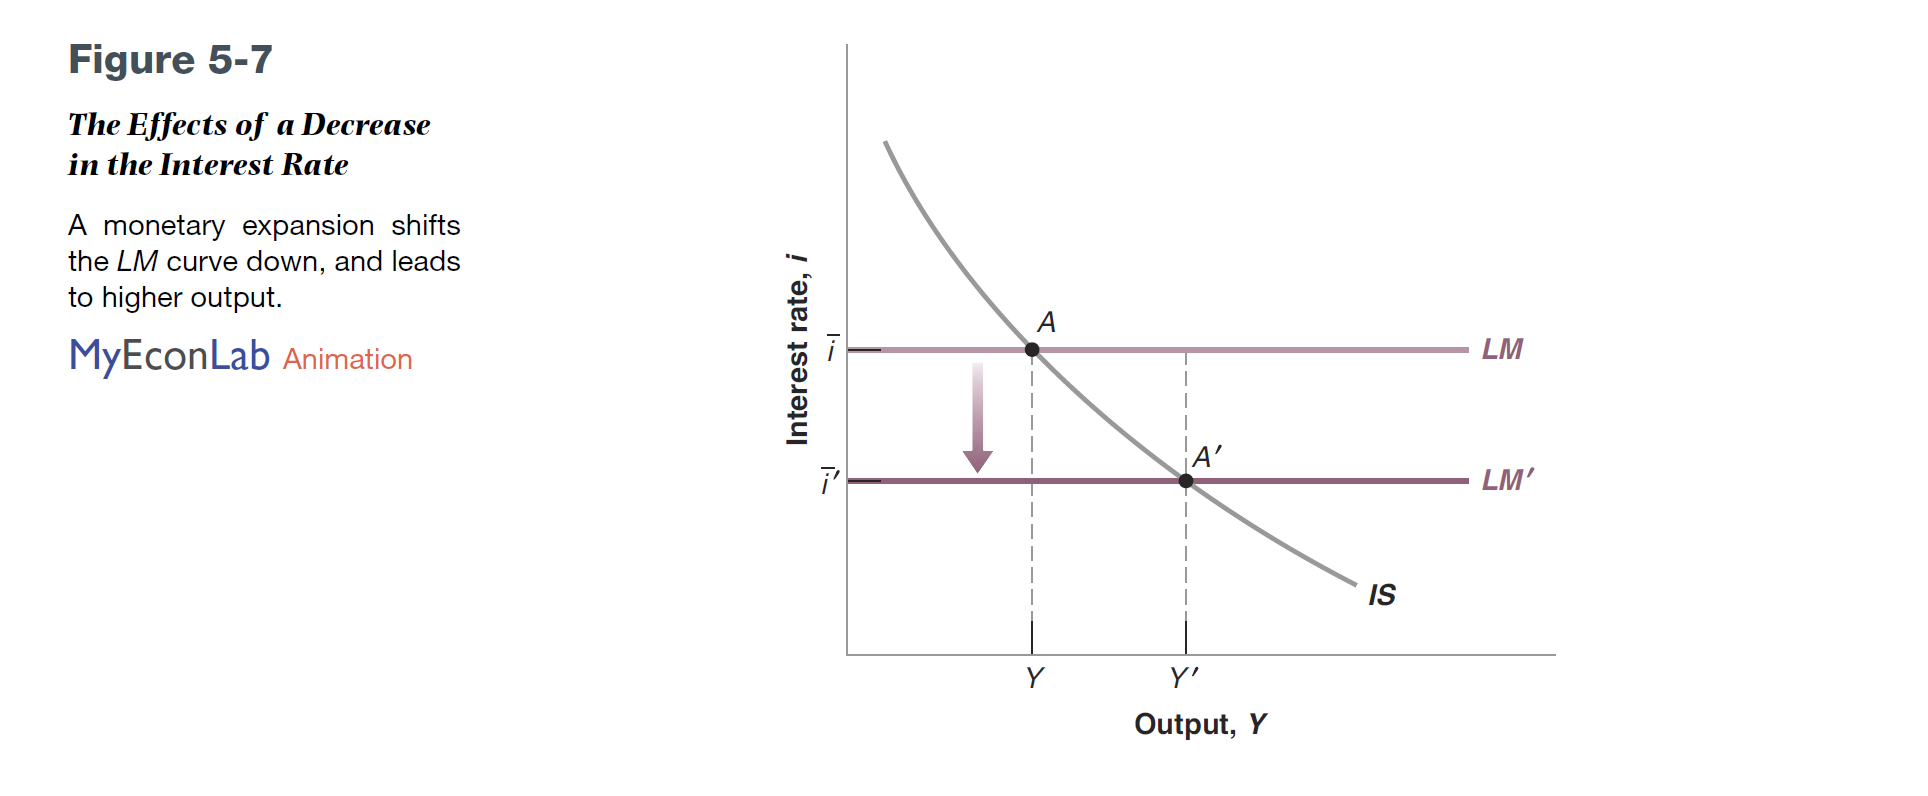 Figure 5-7
The Effects of a Decrease
in the Interest Rate
A monetary expansion shifts
the LM curve down, and leads
to higher output.
MyEconLab Animation
Interest rate, i
A
i̅
LM
A′
i̅′
LM′
IS
Y
Y′
Output, Y